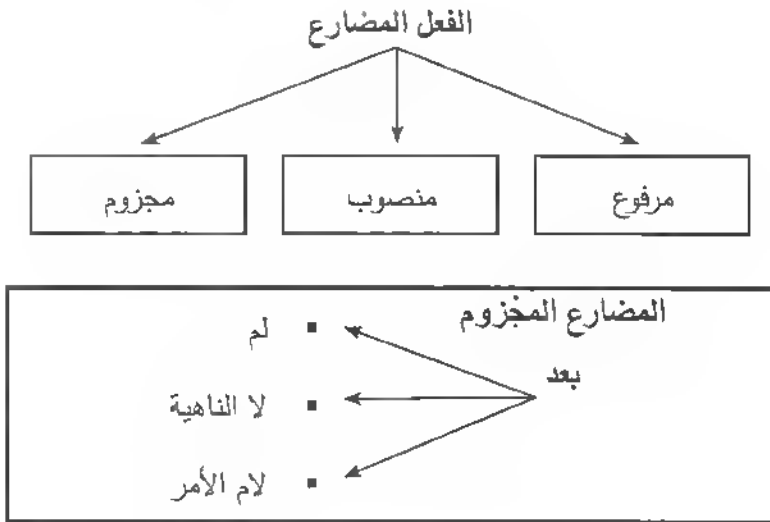 الفعل المضارع
مرفوع
منصوب
مجزوم
المضارع المجزوم
بعد
▪ لم
▪ لا الناهية
▪ لام الأمر